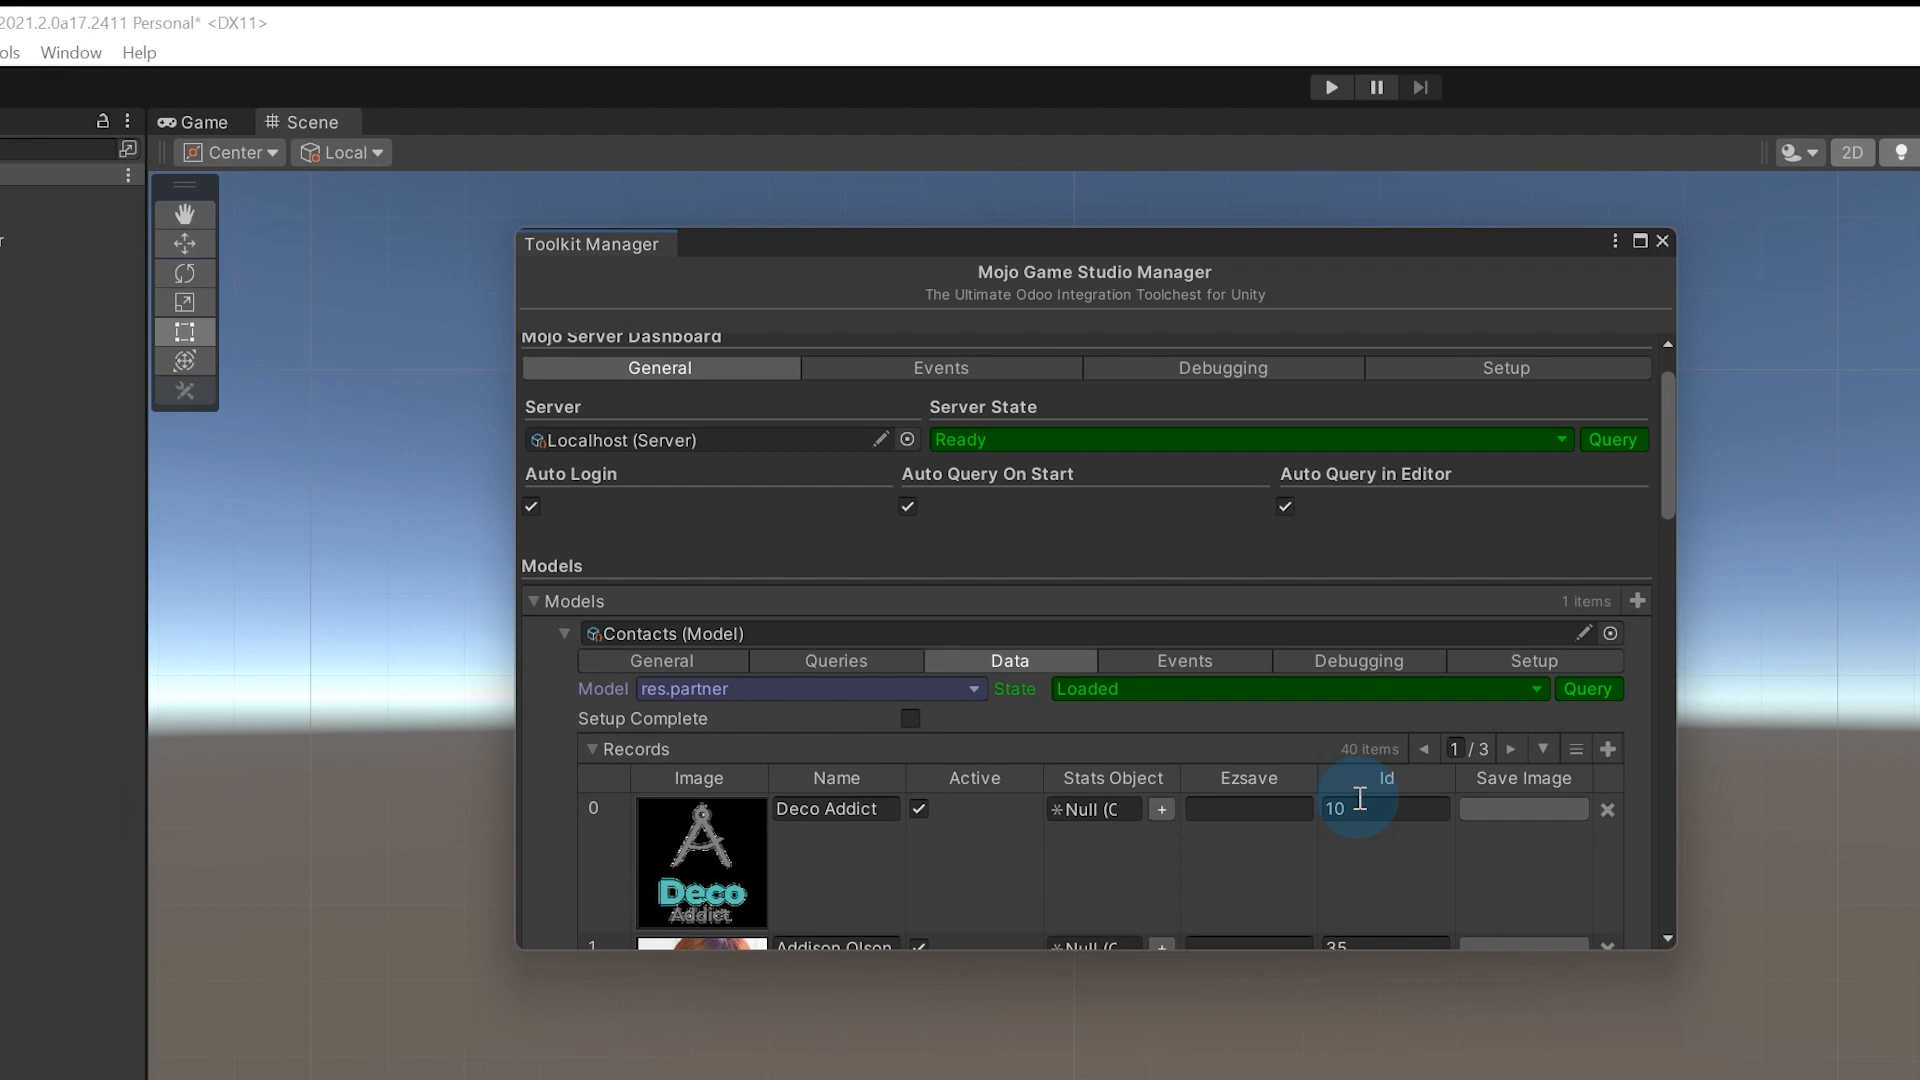 2021.2.0a17.2411 Personal* <DX11>
ols Window Help
Game Scene
Center Local 2D
r
Toolkit Manager
Mojo Game Studio Manager
The Ultimate Odoo Integration Toolchest for Unity
Mojo Server Dashboard
General Events Debugging Setup
Server Server State
Localhost (Server) Ready Query
Auto Login Auto Query On Start Auto Query in Editor
Models
Models 1 items
Contacts (Model)
General Queries Data Events Debugging Setup
Model res.partner State Loaded Query
Setup Complete
Records 40 items 1 / 3
Image Name Active Stats Object Ezsave Id Save Image
0 Deco Addict Null (C + 10
Deco
Addict
1 Addison Olson Null (C + 35